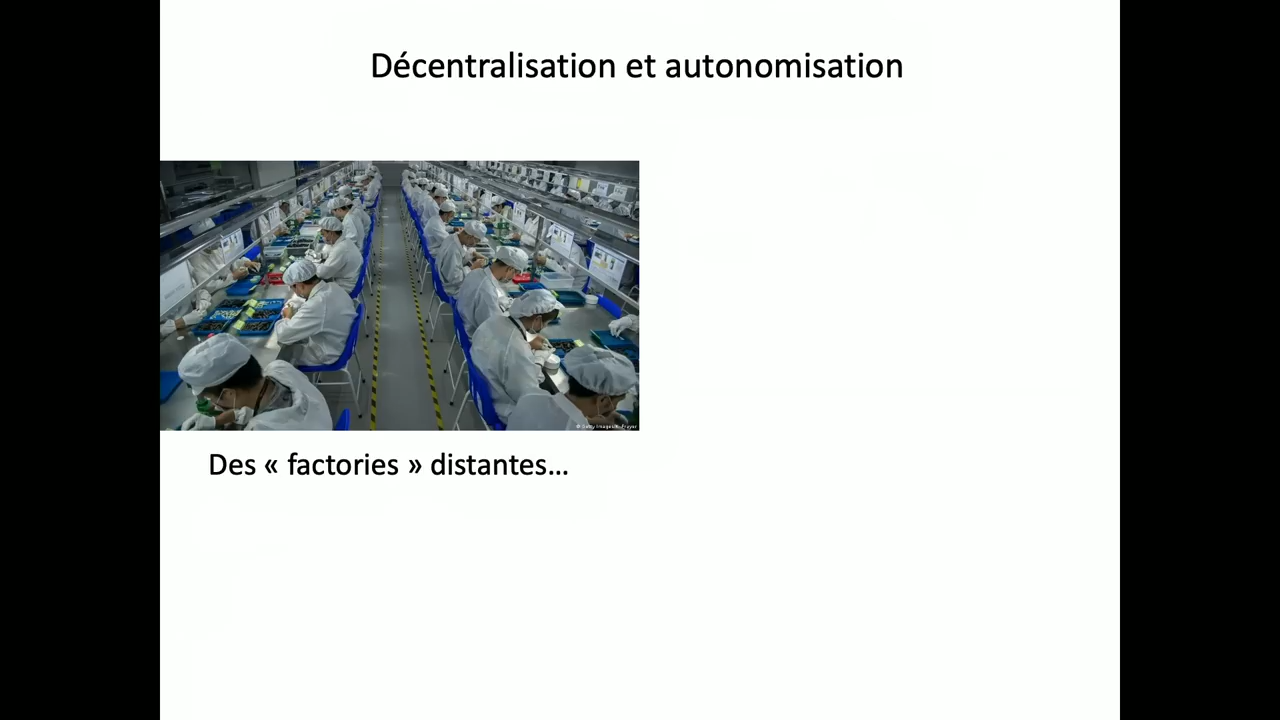 Décentralisation et autonomisation
Des « factories » distantes…